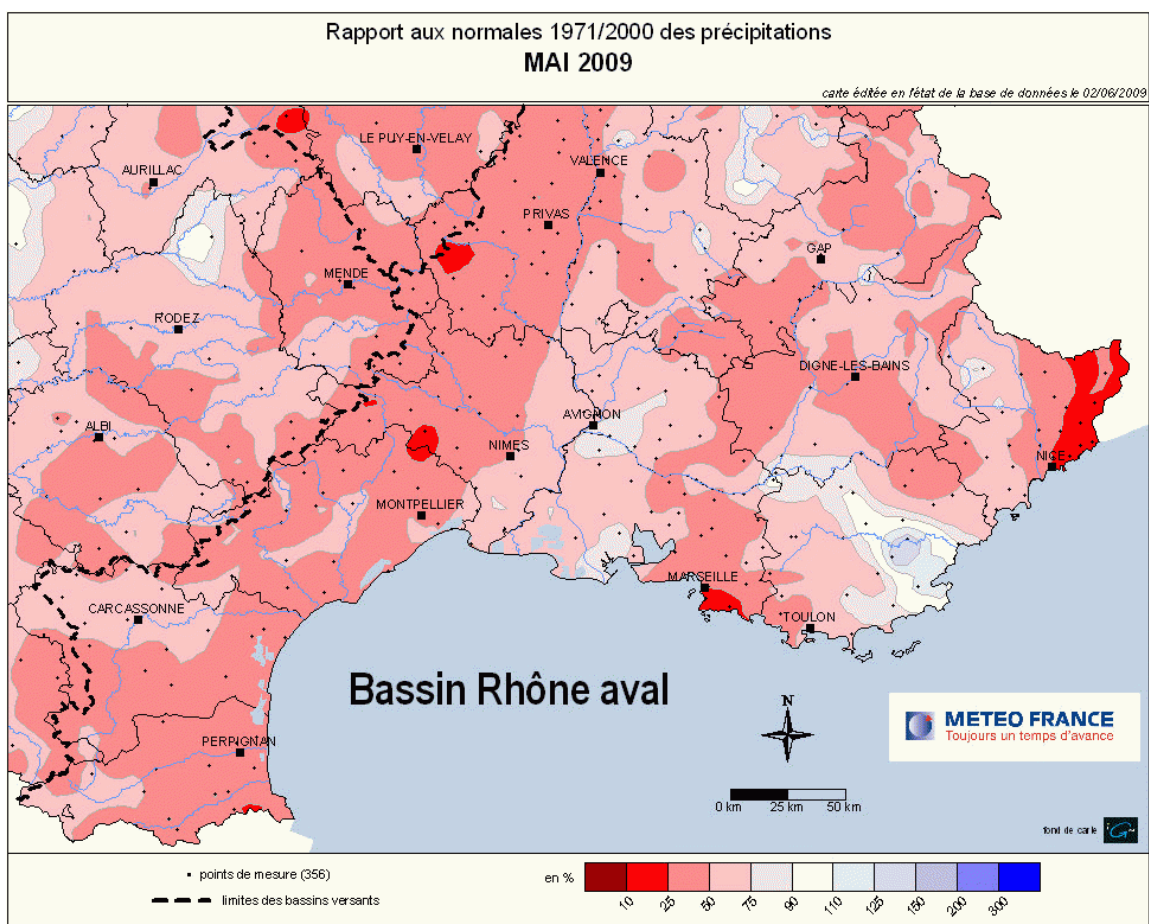 Rapport aux normales 1971/2000 des précipitations
MAI 2009
carte éditée en l'état de la base de données le 02/06/2009
LE PUY-EN-VELAY
AURILLAC
VALENCE
PRIVAS
GAP
MENDE
RODEZ
DIGNE-LES-BAINS
AVIGNON
ALBI
NIMES
NICE
MONTPELLIER
MARSEILLE
CARCASSONNE
TOULON
Bassin Rhône aval
N
METEO FRANCE
Toujours un temps d'avance
PERPIGNAN
0 km 25 km 50 km
fond de carte
points de mesure (356)
limites des bassins versants
en %
10 25 50 75 90 110 125 150 200 300